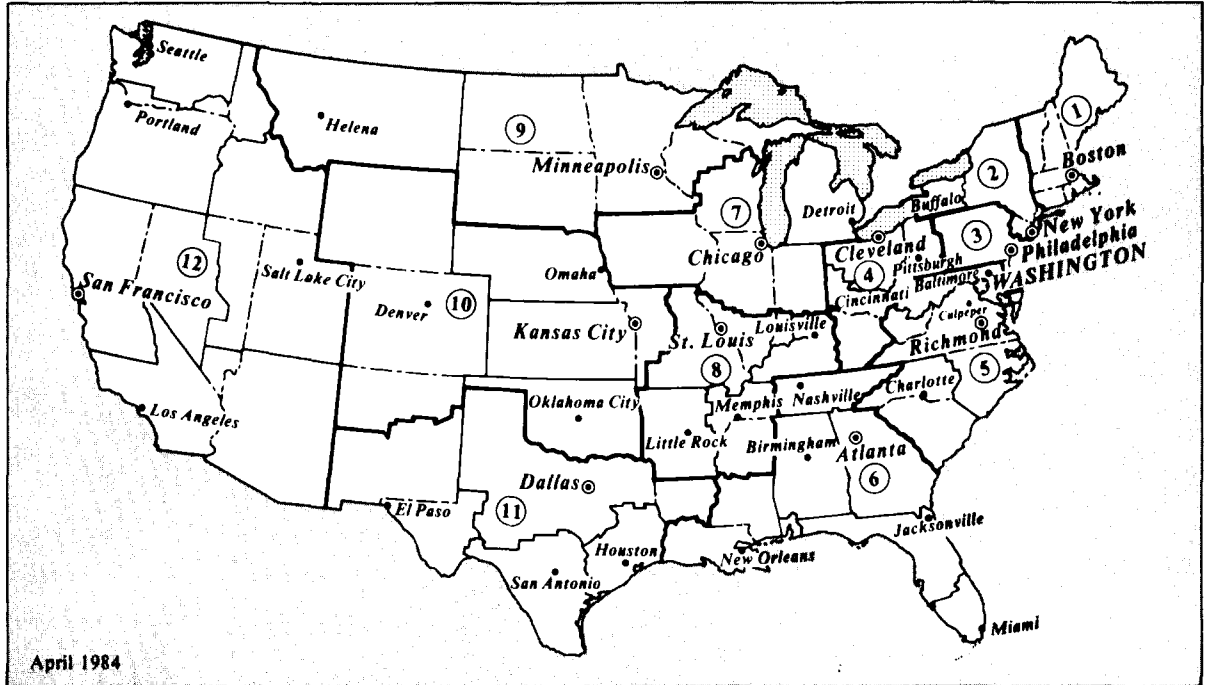 Seattle
Portland
Helena
9
Minneapolis
1
Boston
2
Buffalo
Detroit
7
Chicago
Cleveland
4
Pittsburgh
3
New York
Philadelphia
WASHINGTON
Baltimore
Cincinnati
Culpeper
Richmond
5
12
San Francisco
Salt Lake City
Denver
10
Omaha
Kansas City
St. Louis
Louisville
8
Los Angeles
Oklahoma City
Memphis
Nashville
Charlotte
Little Rock
Birmingham
Atlanta
6
Dallas
11
El Paso
Houston
San Antonio
New Orleans
Jacksonville
Miami
April 1984